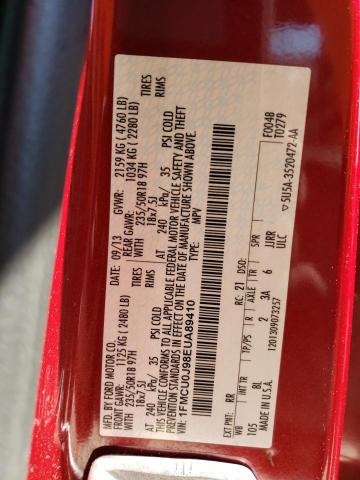 MFD. BY FORD MOTOR CO.
DATE: 09/13 GVWR: 2159 KG ( 4760 LB)
FRONT GAWR: 1125 KG ( 2480 LB) REAR GAWR: 1034 KG ( 2280 LB)
WITH TIRES WITH TIRES
235/50R18 97H 235/50R18 97H
18x7.5J RIMS 18x7.5J RIMS
AT 240 kPa/ 35 PSI COLD AT 240 kPa/ 35 PSI COLD
THIS VEHICLE CONFORMS TO ALL APPLICABLE FEDERAL MOTOR VEHICLE SAFETY AND THEFT
PREVENTION STANDARDS IN EFFECT ON THE DATE OF MANUFACTURE SHOWN ABOVE.
VIN: 1FMCU0J98EUA89410 TYPE: MPV
F0048
T0279
EXT PNT: RR RC: 21 DSO:
WB INT TR TP/PS R AXLE TR SPR
105 8L 2 3A 6 JJRR
ULC
MADE IN U.S.A. 1201309073257
5U5A-3520472-AA